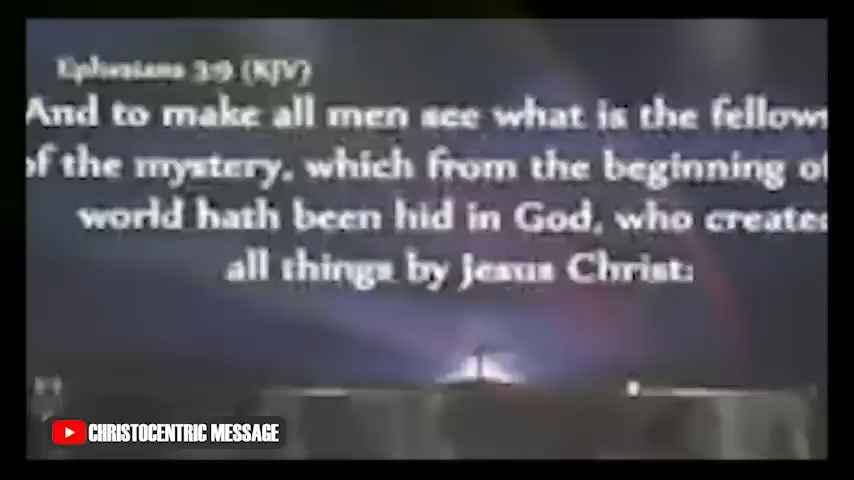 Ephesians 3:9 (KJV)
And to make all men see what is the fellow
of the mystery, which from the beginning of
world hath been hid in God, who create
all things by Jesus Christ:
CHRISTOCENTRIC MESSAGE